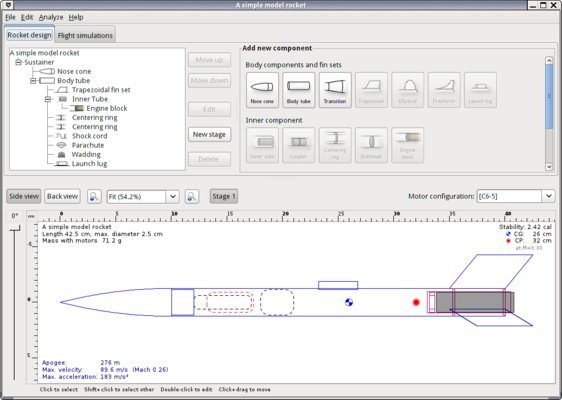 A simple model rocket
File Edit Analyze Help
Rocket design Flight simulations
A simple model rocket
Sustainer
Nose cone
Body tube
Trapezoidal fin set
Inner Tube
Engine block
Centering ring
Centering ring
Shock cord
Parachute
Wadding
Launch lug
Move up
Move down
Edit
New stage
Delete
Add new component
Body components and fin sets
Nose cone Body tube Transition Trapezoidal Elliptical Freeform Launch lug
Inner component
Inner tube Coupler Centering ring Bulkhead Engine block
Side view Back view Fit (54.2%) Stage 1 Motor configuration: [C6-5]
0°
cm 0 5 10 15 20 25 30 35 40
-5
0
5
A simple model rocket
Length 42.5 cm, max. diameter 2.5 cm
Mass with motors 71.2 g
Stability: 2.42 cal
CG: 26 cm
CP: 32 cm
at M=0.30
Apogee: 276 m
Max. velocity: 89.6 m/s (Mach 0.26)
Max. acceleration: 183 m/s²
Click to select Shift+click to select other Double-click to edit Click+drag to move